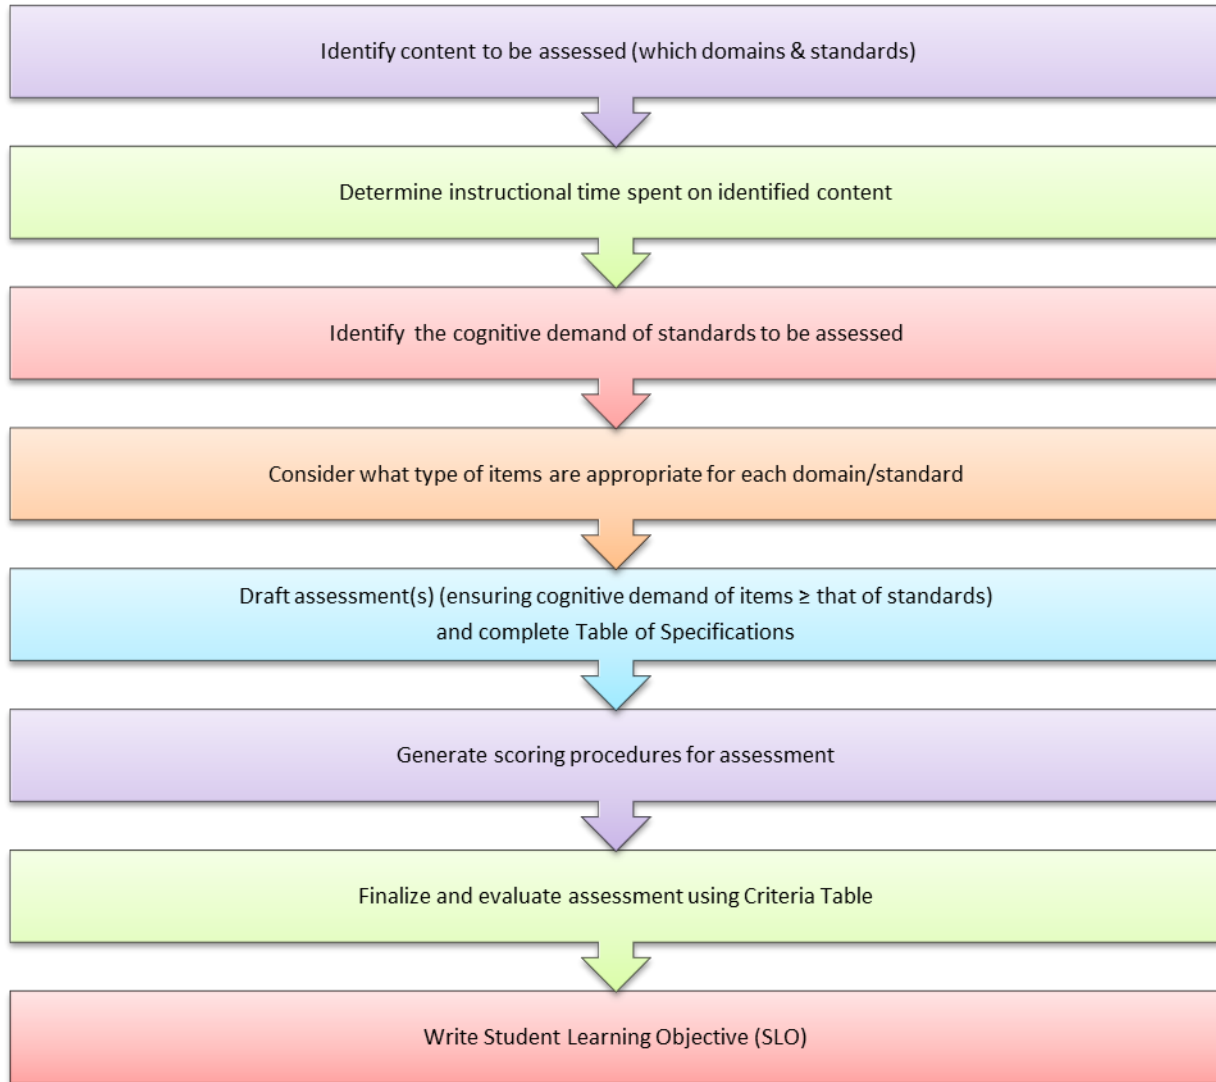 Identify content to be assessed (which domains & standards)
Determine instructional time spent on identified content
Identify  the cognitive demand of standards to be assessed
Consider what type of items are appropriate for each domain/standard
Draft assessment(s) (ensuring cognitive demand of items ≥ that of standards)
and complete Table of Specifications
Generate scoring procedures for assessment
Finalize and evaluate assessment using Criteria Table
Write Student Learning Objective (SLO)